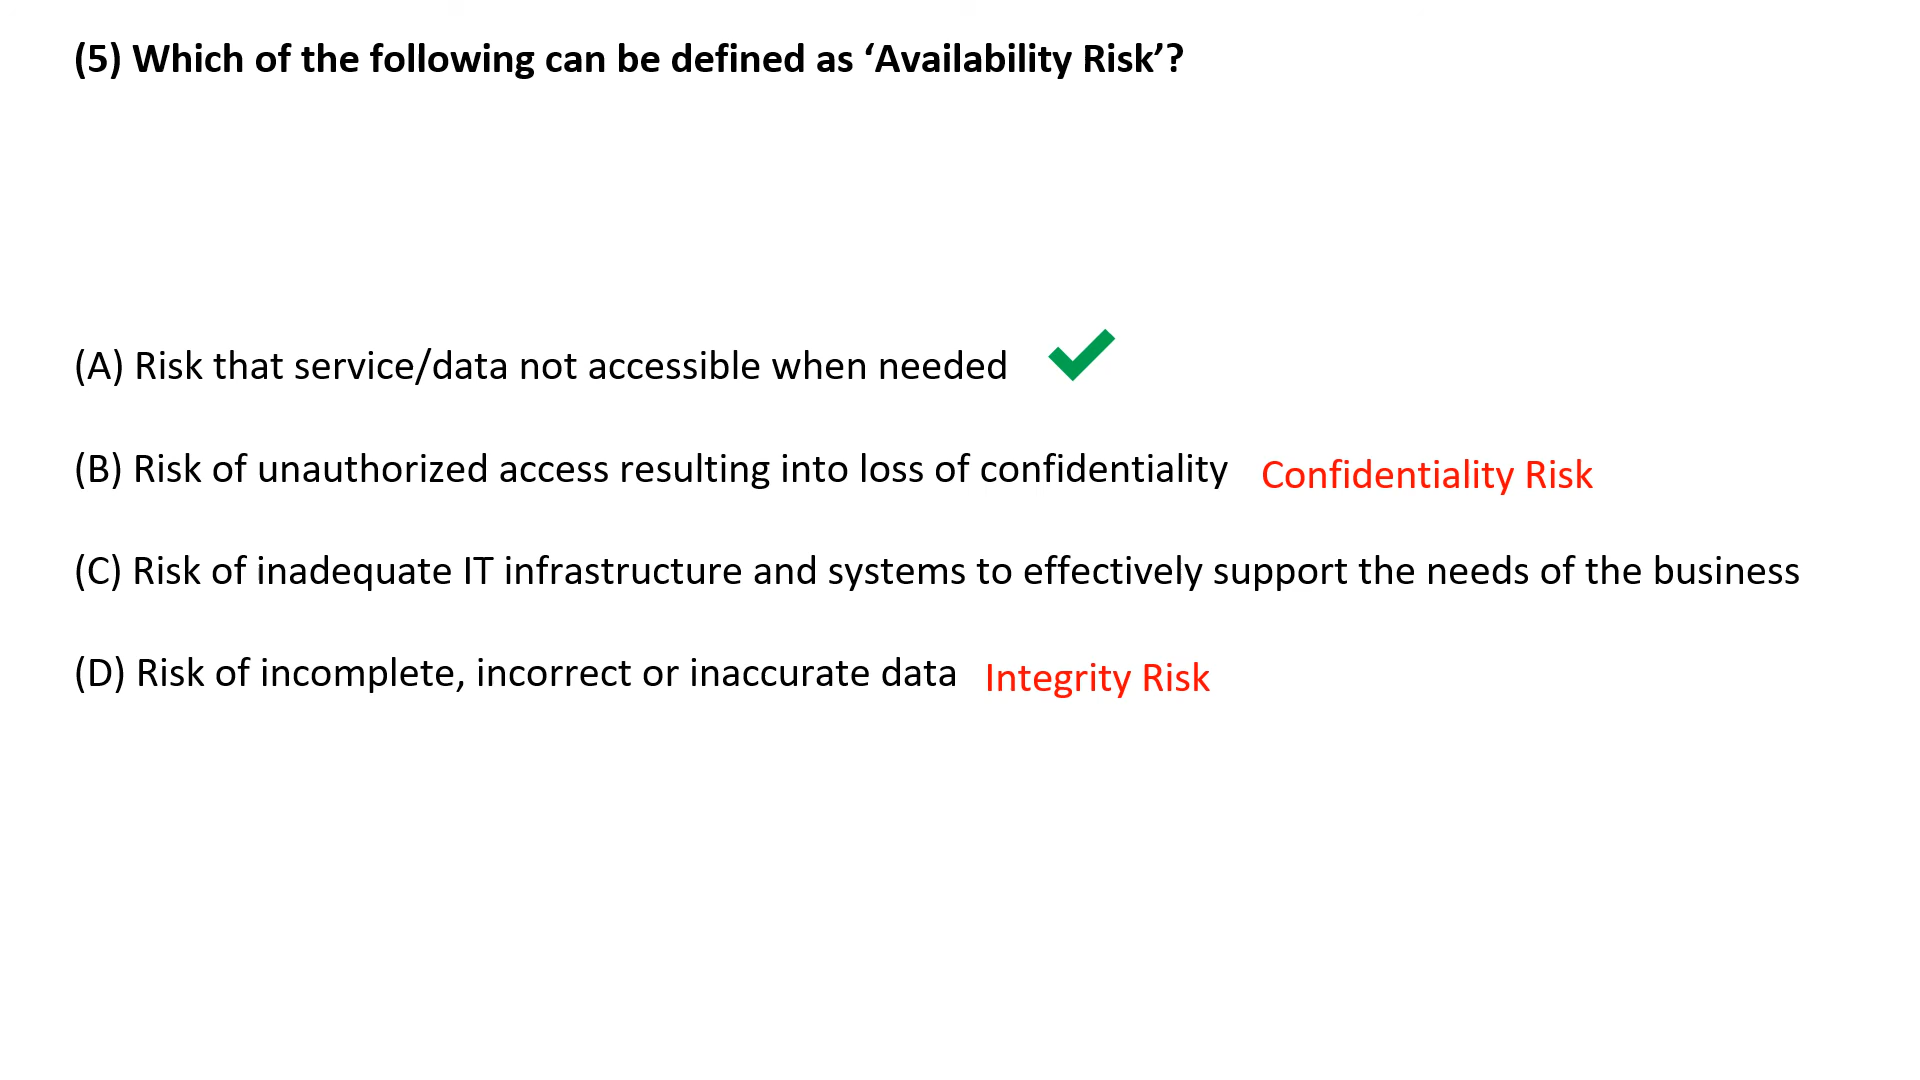 (5) Which of the following can be defined as ‘Availability Risk’?
(A) Risk that service/data not accessible when needed
(B) Risk of unauthorized access resulting into loss of confidentiality Confidentiality Risk
(C) Risk of inadequate IT infrastructure and systems to effectively support the needs of the business
(D) Risk of incomplete, incorrect or inaccurate data Integrity Risk